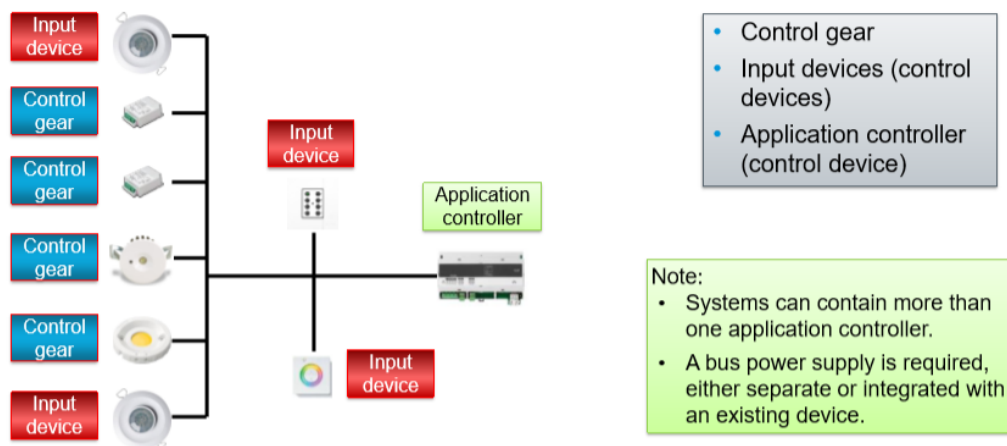 Input
device
Control
gear
Control
gear
Control
gear
Control
gear
Input
device
Input
device
Application
controller
Input
device
• Control gear
• Input devices (control
devices)
• Application controller
(control device)
Note:
• Systems can contain more than
one application controller.
• A bus power supply is required,
either separate or integrated with
an existing device.